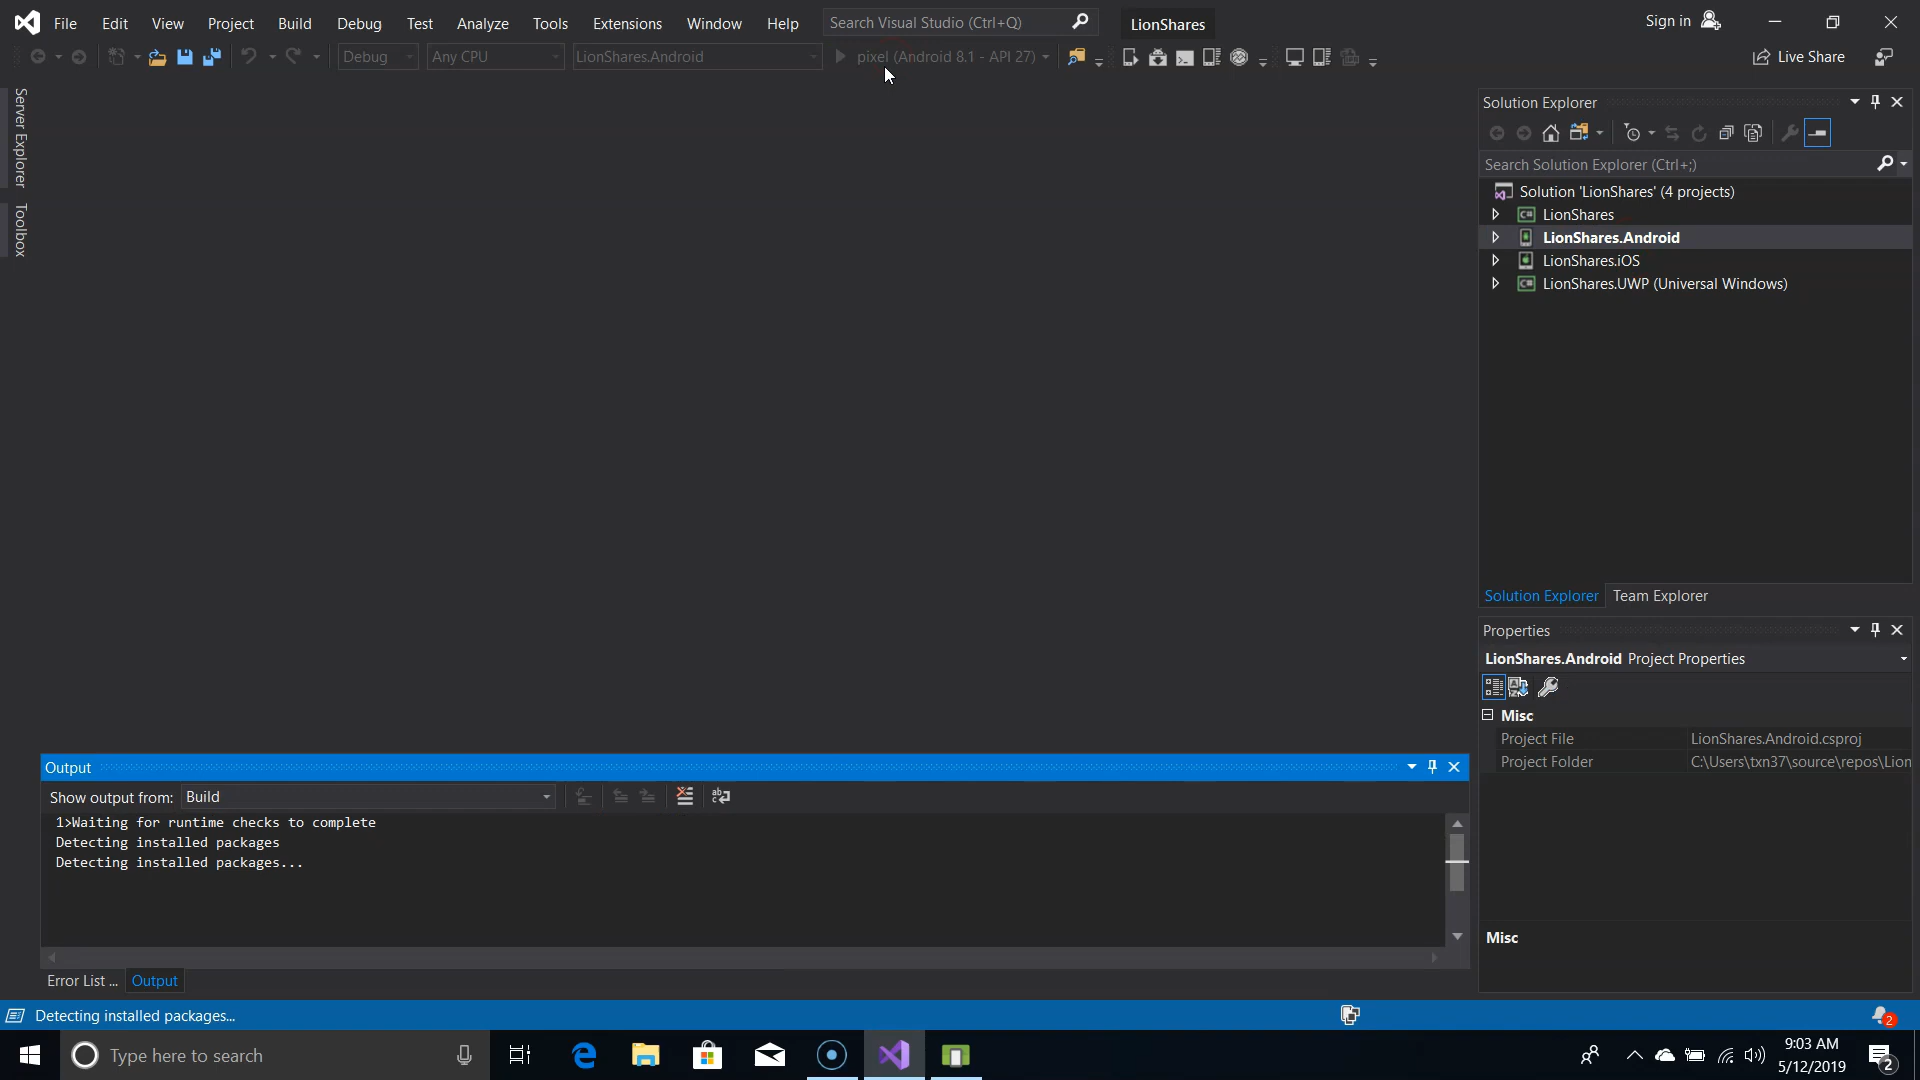 File Edit View Project Build Debug Test Analyze Tools Extensions Window Help Search Visual Studio (Ctrl+Q) LionShares Sign in
Debug Any CPU LionShares.Android pixel (Android 8.1 - API 27) Live Share
Server Explorer
Toolbox
Solution Explorer
Search Solution Explorer (Ctrl+;)
Solution 'LionShares' (4 projects)
LionShares
LionShares.Android
LionShares.iOS
LionShares.UWP (Universal Windows)
Solution Explorer Team Explorer
Properties
LionShares.Android Project Properties
Misc
Project File LionShares.Android.csproj
Project Folder C:\Users\txn37\source\repos\Lion
Misc
Output
Show output from: Build
1>Waiting for runtime checks to complete
Detecting installed packages
Detecting installed packages...
Error List ... Output
Detecting installed packages...
2
Type here to search
9:03 AM
5/12/2019
2